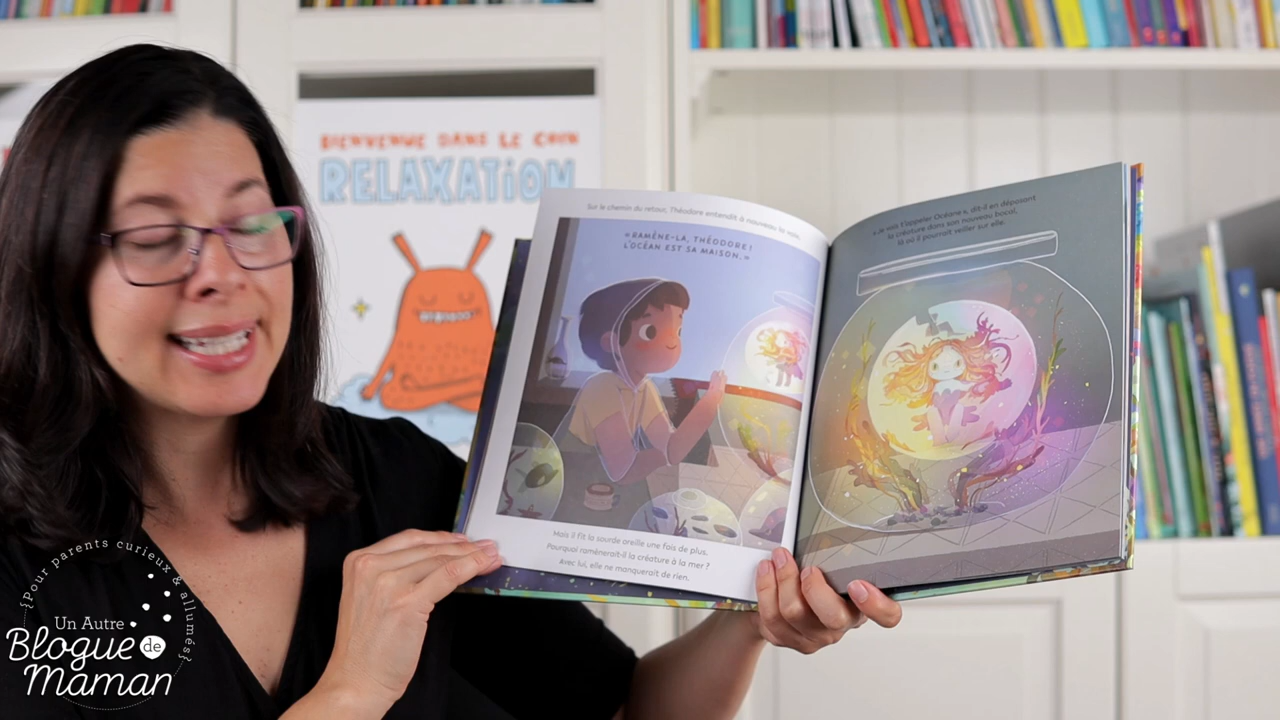 BIENVENUE DANS LE COIN
RELAXATION
Sur le chemin du retour, Théodore entendit à nouveau la voix.
« RAMÈNE-LA, THÉODORE !
L'OCÉAN EST SA MAISON. »
Mais il fit la sourde oreille une fois de plus.
Pourquoi ramènerait-il la créature à la mer ?
Avec lui, elle ne manquerait de rien.
« Je vais t'appeler Océane », dit-il en déposant
la créature dans son nouveau bocal,
là où il pourrait veiller sur elle.
{Pour parents curieux & allumés}
Un Autre
Blogue de
Maman